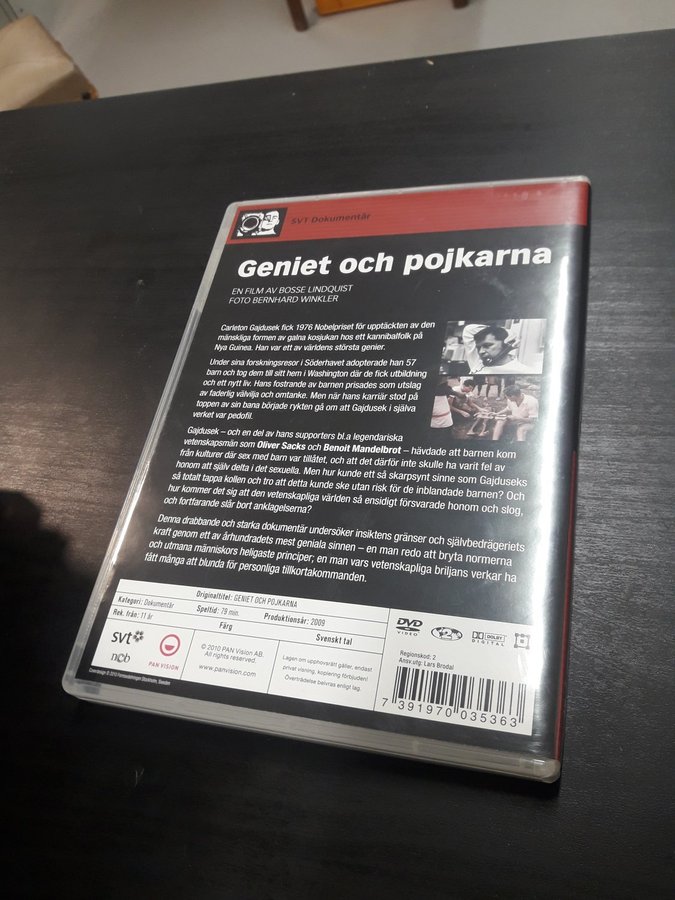 SVT Dokumentär
Geniet och pojkarna
EN FILM AV BOSSE LINDQUIST
FOTO BERNHARD WINKLER
Carleton Gajdusek fick 1976 Nobelpriset för upptäckten av den
mänskliga formen av galna kosjukan hos ett kannibalfolk på
Nya Guinea. Han var ett av världens största genier.
Under sina forskningsresor i Söderhavet adopterade han 57
barn och tog dem till sitt hem i Washington där de fick utbildning
och ett nytt liv. Hans fostrande av barnen prisades som utslag
av faderlig välvilja och omtanke. Men när hans karriär stod på
toppen av sin bana började rykten gå om att Gajdusek i själva
verket var pedofil.
Gajdusek – och en del av hans supporters bl.a legendariska
vetenskapsmän som Oliver Sacks och Benoit Mandelbrot – hävdade att barnen kom
från kulturer där sex med barn var tillåtet, och att det därför inte skulle ha varit fel av
honom att själv delta i det sexuella. Men hur kunde ett så skarpsynt sinne som Gajduseks
så totalt tappa kollen och tro att detta kunde ske utan risk för de inblandade barnen? Och
hur kommer det sig att den vetenskapliga världen så ensidigt försvarade honom och slog,
och fortfarande slår bort anklagelserna?
Denna drabbande och starka dokumentär undersöker insiktens gränser och självbedrägeriets
kraft genom ett av århundradets mest geniala sinnen – en man redo att bryta normerna
och utmana människors heligaste principer; en man vars vetenskapliga briljans verkar ha
fått många att blunda för personliga tillkortakommanden.
Kategori: Dokumentär
Originaltitel: GENIET OCH POJKARNA
Rek. från: 11 år
Speltid: 79 min.
Produktionsår: 2009
Färg
Svenskt tal
svt
ncb
PAN VISION
© 2010 PAN Vision AB.
All rights reserved.
www.panvision.com
Lagen om upphovsrätt gäller, endast
privat visning, kopiering förbjuden!
Överträdelse beivras enligt lag.
DVD
VIDEO
2
DOLBY
DIGITAL
Regionskod: 2
Ansv.utg: Lars Brodal
7 391970 035363